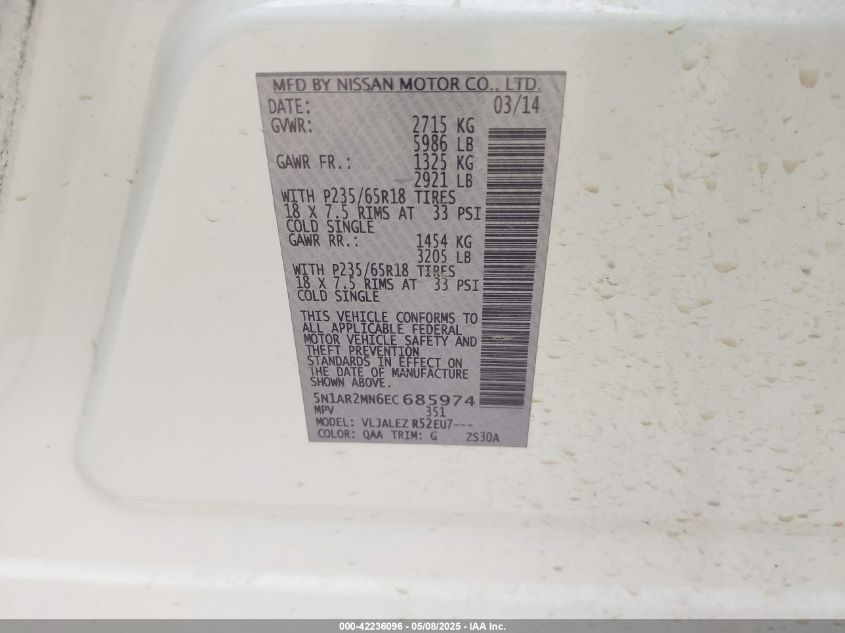 MFD BY NISSAN MOTOR CO., LTD.
DATE: 03/14
GVWR: 2715 KG
5986 LB
GAWR FR.: 1325 KG
2921 LB
WITH P235/65R18 TIRES
18 X 7.5 RIMS AT 33 PSI
COLD SINGLE
GAWR RR.: 1454 KG
3205 LB
WITH P235/65R18 TIRES
18 X 7.5 RIMS AT 33 PSI
COLD SINGLE
THIS VEHICLE CONFORMS TO
ALL APPLICABLE FEDERAL
MOTOR VEHICLE SAFETY AND
THEFT PREVENTION
STANDARDS IN EFFECT ON
THE DATE OF MANUFACTURE
SHOWN ABOVE.
5N1AR2MN6EC 685974
MPV 351
MODEL: VLJALEZ R52EU7---
COLOR: QAA TRIM: G ZS30A
000-42236096 - 05/08/2025 - IAA Inc.